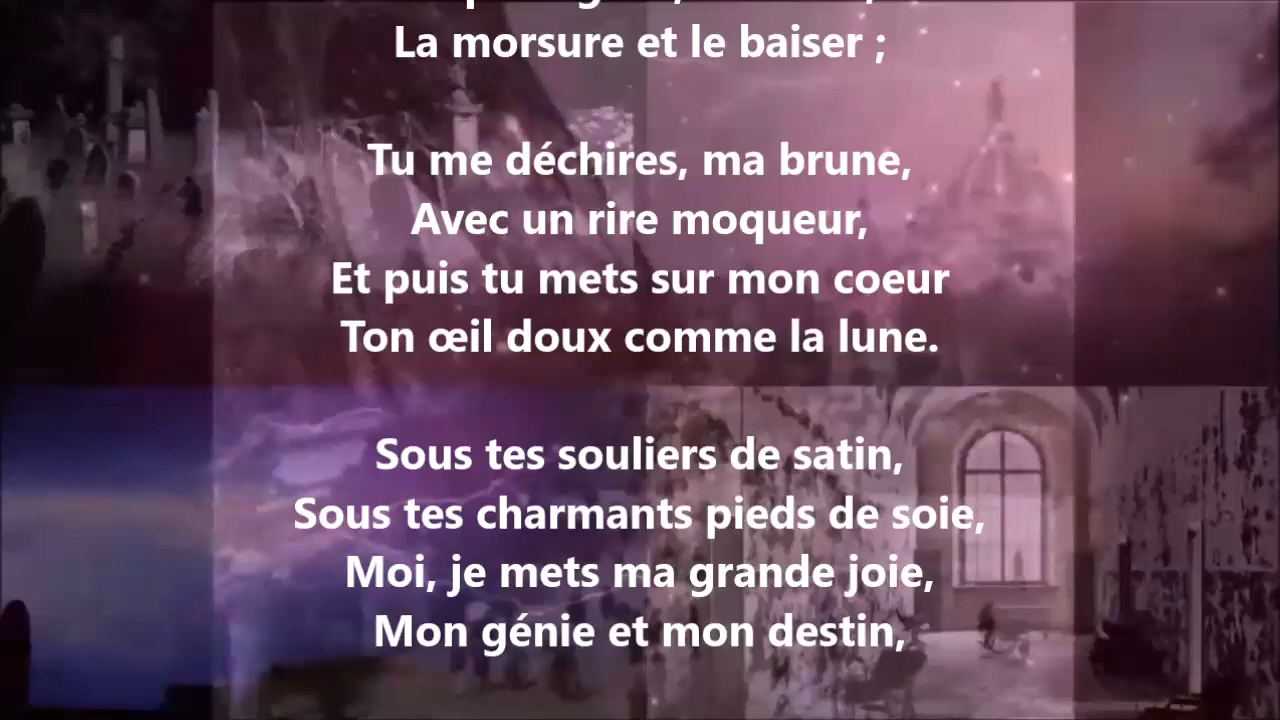 La morsure et le baiser ;
Tu me déchires, ma brune,
Avec un rire moqueur,
Et puis tu mets sur mon coeur
Ton œil doux comme la lune.
Sous tes souliers de satin,
Sous tes charmants pieds de soie,
Moi, je mets ma grande joie,
Mon génie et mon destin,